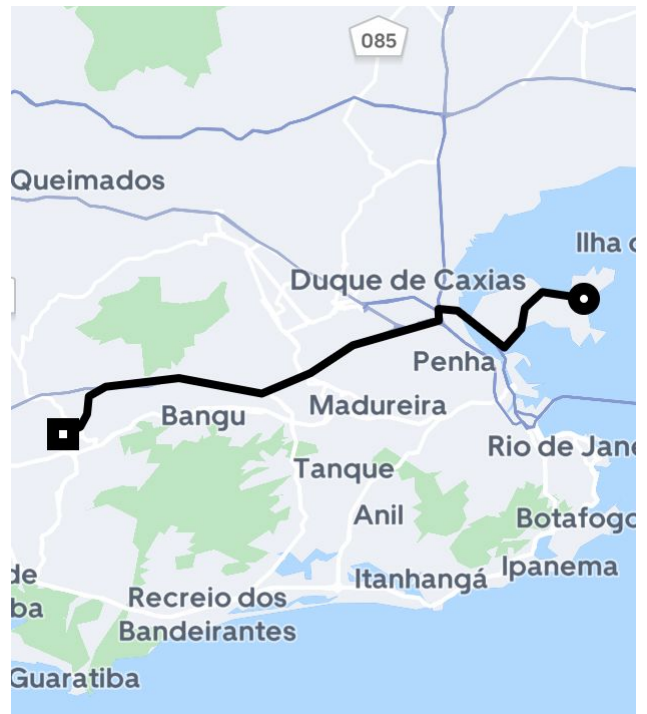 085
Queimados
Ilha c
Duque de Caxias
Penha
Madureira
Bangu
Rio de Jane
Tanque
Anil
Botafogo
Ipanema
de
Itanhangá
ba
Recreio dos
Bandeirantes
Guaratiba